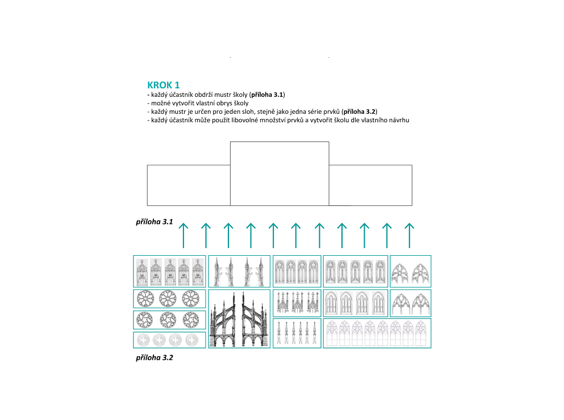 KROK 1
- každý účastník obdrží mustr školy (příloha 3.1)
- možné vytvořit vlastní obrys školy
- každý mustr je určen pro jeden sloh, stejně jako jedna série prvků (příloha 3.2)
- každý účastník může použít libovolné množství prvků a vytvořit školu dle vlastního návrhu
příloha 3.1
příloha 3.2